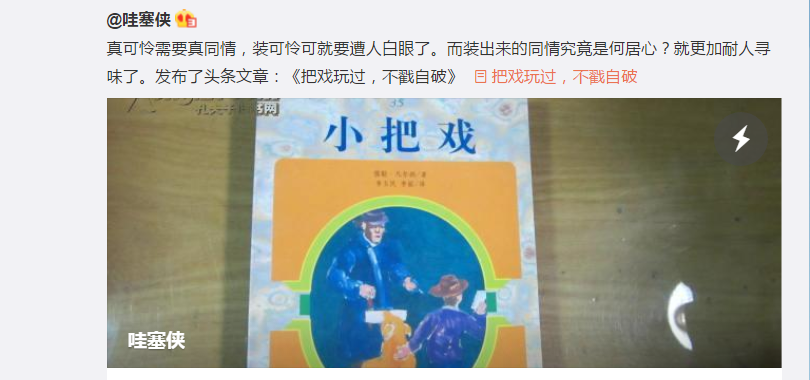 @哇塞侠
真可怜需要真同情，装可怜可就要遭人白眼了。而装出来的同情究竟是何居心？就更加耐人寻
味了。发布了头条文章：《把戏玩过，不戳自破》 把戏玩过，不戳自破
35
小把戏
哇塞侠